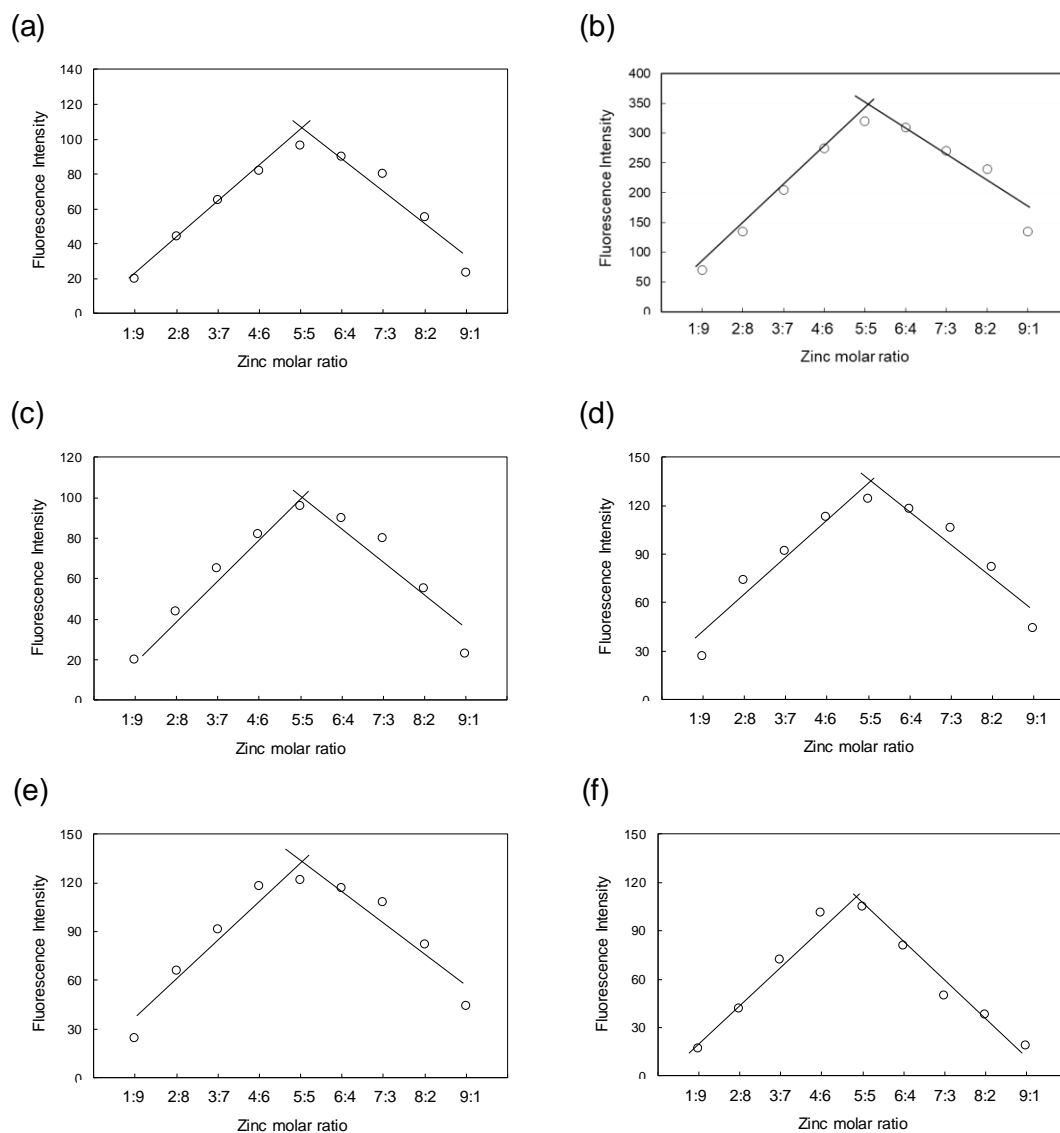 (a)
140
120
100
80
60
40
20
0
Fluorescence Intensity
1:9 2:8 3:7 4:6 5:5 6:4 7:3 8:2 9:1
Zinc molar ratio
(b)
400
350
300
250
200
150
100
50
0
Fluorescence Intensity
1:9 2:8 3:7 4:6 5:5 6:4 7:3 8:2 9:1
Zinc molar ratio
(c)
120
100
80
60
40
20
0
Fluorescence Intensity
1:9 2:8 3:7 4:6 5:5 6:4 7:3 8:2 9:1
Zinc molar ratio
(d)
150
120
90
60
30
0
Fluorescence Intensity
1:9 2:8 3:7 4:6 5:5 6:4 7:3 8:2 9:1
Zinc molar ratio
(e)
150
120
90
60
30
0
Fluorescence Intensity
1:9 2:8 3:7 4:6 5:5 6:4 7:3 8:2 9:1
Zinc molar ratio
(f)
150
120
90
60
30
0
Fluorescence Intensity
1:9 2:8 3:7 4:6 5:5 6:4 7:3 8:2 9:1
Zinc molar ratio